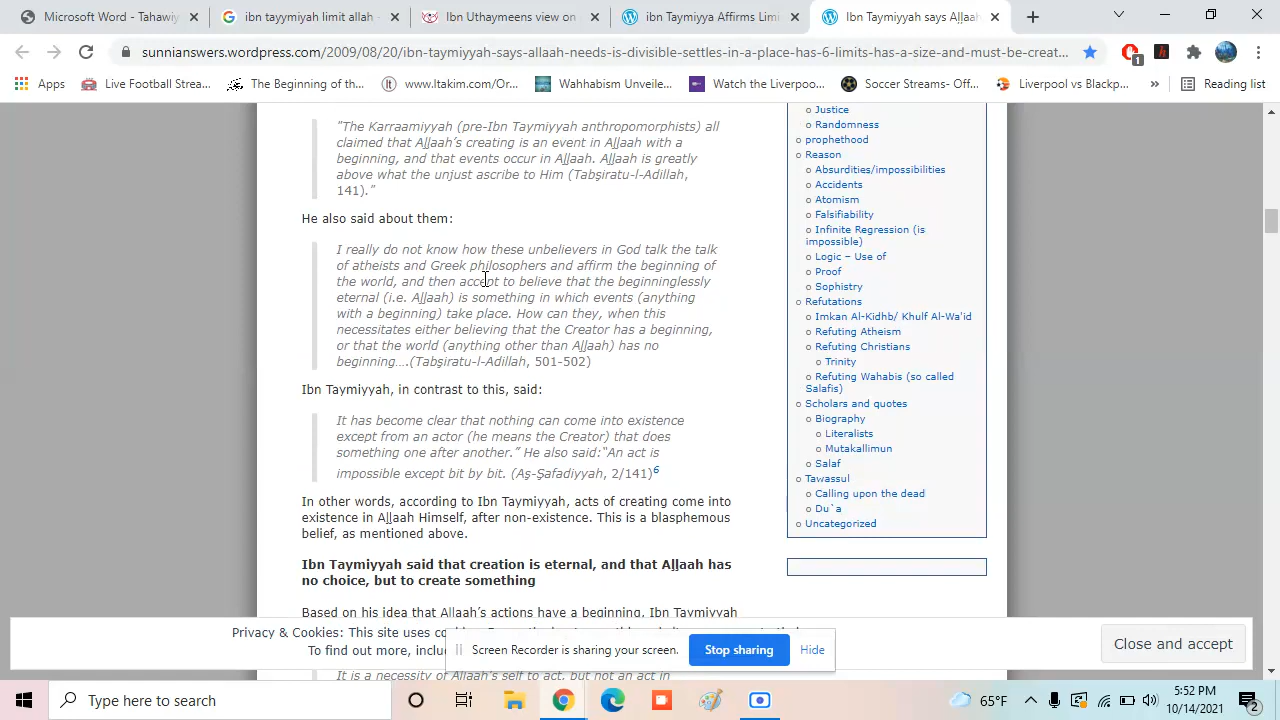 Microsoft Word - Tahawiy
ibn tayymiyah limit allah -
Ibn Uthaymeens view on
ibn Taymiyya Affirms Limi
Ibn Taymiyyah says Aļļaah
sunnianswers.wordpress.com/2009/08/20/ibn-taymiyyah-says-allaah-needs-is-divisible-settles-in-a-place-has-6-limits-has-a-size-and-must-be-creat...
1
Apps
Live Football Strea...
The Beginning of th...
www.ltakim.com/Or...
Wahhabism Unveile...
Watch the Liverpoo...
Soccer Streams- Off...
Liverpool vs Blackp...
»
Reading list
"The Karraamiyyah (pre-Ibn Taymiyyah anthropomorphists) all
claimed that Aļļaah's creating is an event in Aļļaah with a
beginning, and that events occur in Aļļaah. Aļļaah is greatly
above what the unjust ascribe to Him (Tabşiratu-l-Adillah,
141)."
He also said about them:
I really do not know how these unbelievers in God talk the talk
of atheists and Greek philosophers and affirm the beginning of
the world, and then accept to believe that the beginninglessly
eternal (i.e. Aļļaah) is something in which events (anything
with a beginning) take place. How can they, when this
necessitates either believing that the Creator has a beginning,
or that the world (anything other than Aļļaah) has no
beginning….(Tabşiratu-l-Adillah, 501-502)
Ibn Taymiyyah, in contrast to this, said:
It has become clear that nothing can come into existence
except from an actor (he means the Creator) that does
something one after another." He also said:"An act is
impossible except bit by bit. (Aş-Şafadiyyah, 2/141)6
In other words, according to Ibn Taymiyyah, acts of creating come into
existence in Aļļaah Himself, after non-existence. This is a blasphemous
belief, as mentioned above.
Ibn Taymiyyah said that creation is eternal, and that Aļļaah has
no choice, but to create something
Based on his idea that Allaah's actions have a beginning, Ibn Taymiyyah
It is a necessity of Allaah's self to act, but not an act in
Justice
Randomness
prophethood
Reason
Absurdities/impossibilities
Accidents
Atomism
Falsifiability
Infinite Regression (is
impossible)
Logic – Use of
Proof
Sophistry
Refutations
Imkan Al-Kidhb/ Khulf Al-Wa'id
Refuting Atheism
Refuting Christians
Trinity
Refuting Wahabis (so called
Salafis)
Scholars and quotes
Biography
Literalists
Mutakallimun
Salaf
Tawassul
Calling upon the dead
Du`a
Uncategorized
Privacy & Cookies: This site uses
To find out more, inclu
Close and accept
Screen Recorder is sharing your screen.
Stop sharing
Hide
Type here to search
65°F
5:52 PM
10/14/2021
2